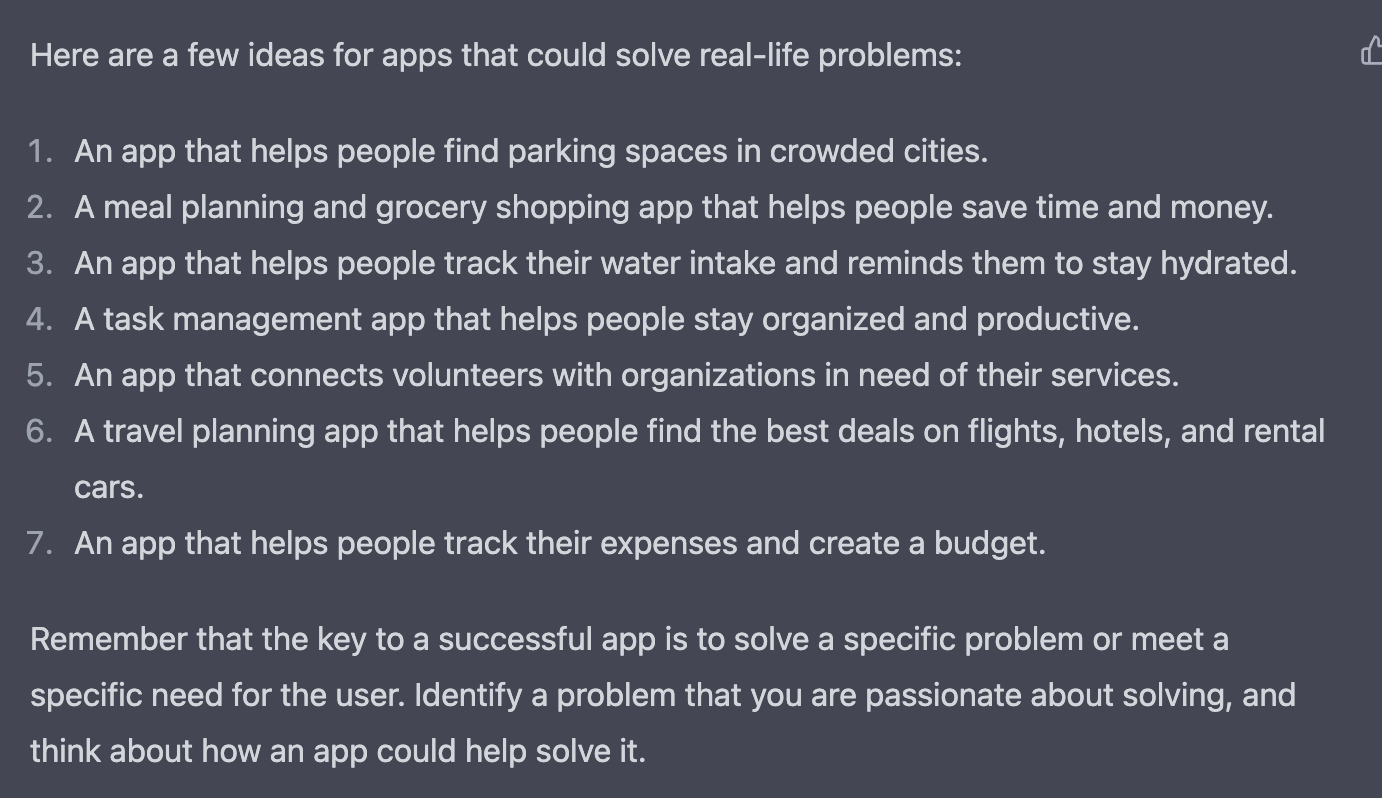 Here are a few ideas for apps that could solve real-life problems:
1. An app that helps people find parking spaces in crowded cities.
2. A meal planning and grocery shopping app that helps people save time and money.
3. An app that helps people track their water intake and reminds them to stay hydrated.
4. A task management app that helps people stay organized and productive.
5. An app that connects volunteers with organizations in need of their services.
6. A travel planning app that helps people find the best deals on flights, hotels, and rental
cars.
7. An app that helps people track their expenses and create a budget.
Remember that the key to a successful app is to solve a specific problem or meet a
specific need for the user. Identify a problem that you are passionate about solving, and
think about how an app could help solve it.